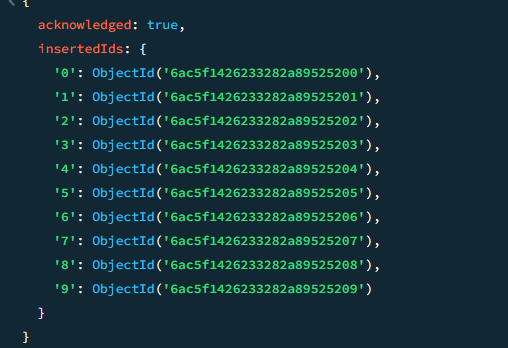 {
acknowledged: true,
insertedIds: {
'0': ObjectId('6ac5f1426233282a89525200'),
'1': ObjectId('6ac5f1426233282a89525201'),
'2': ObjectId('6ac5f1426233282a89525202'),
'3': ObjectId('6ac5f1426233282a89525203'),
'4': ObjectId('6ac5f1426233282a89525204'),
'5': ObjectId('6ac5f1426233282a89525205'),
'6': ObjectId('6ac5f1426233282a89525206'),
'7': ObjectId('6ac5f1426233282a89525207'),
'8': ObjectId('6ac5f1426233282a89525208'),
'9': ObjectId('6ac5f1426233282a89525209')
}
}